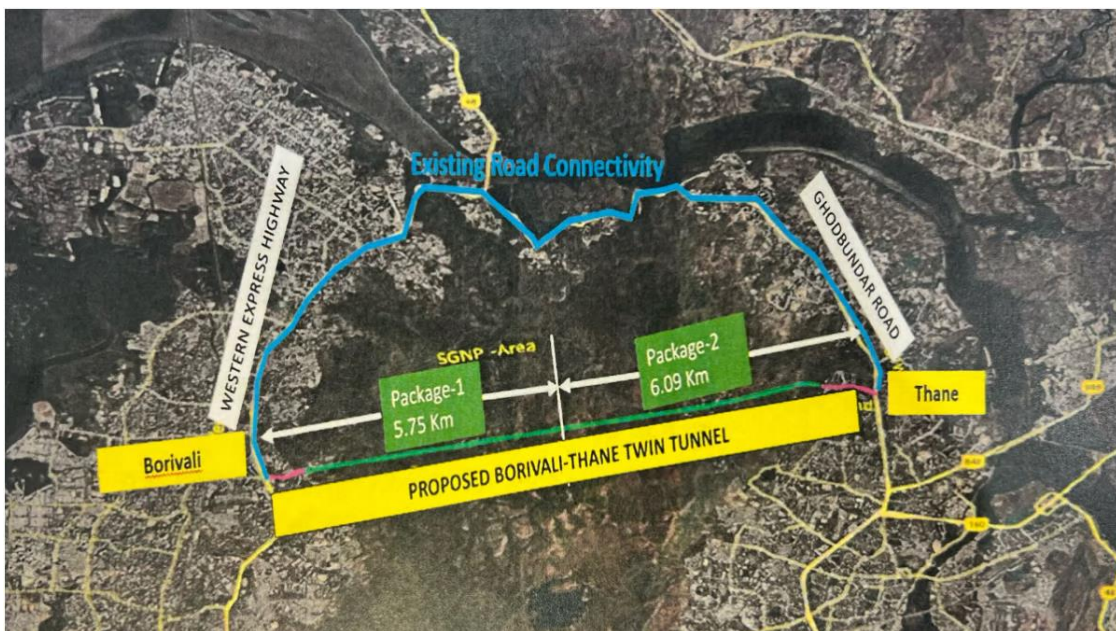 Existing Road Connectivity
WESTERN EXPRESS HIGHWAY
GHODBUNDAR ROAD
SGNP -Area
Package-1
5.75 Km
Package-2
6.09 Km
Borivali
Thane
PROPOSED BORIVALI-THANE TWIN TUNNEL
160